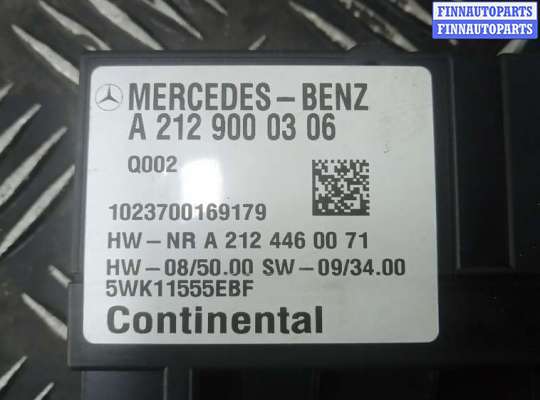 FINNAUTOPARTS
FINNAUTOPARTS
MERCEDES-BENZ
A 212 900 03 06
Q002
1023700169179
HW-NR A 212 446 00 71
HW-08/50.00 SW-09/34.00
5WK11555EBF
Continental